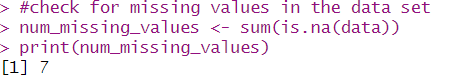 > #check for missing values in the data set
> num_missing_values <- sum(is.na(data))
> print(num_missing_values)
[1] 7